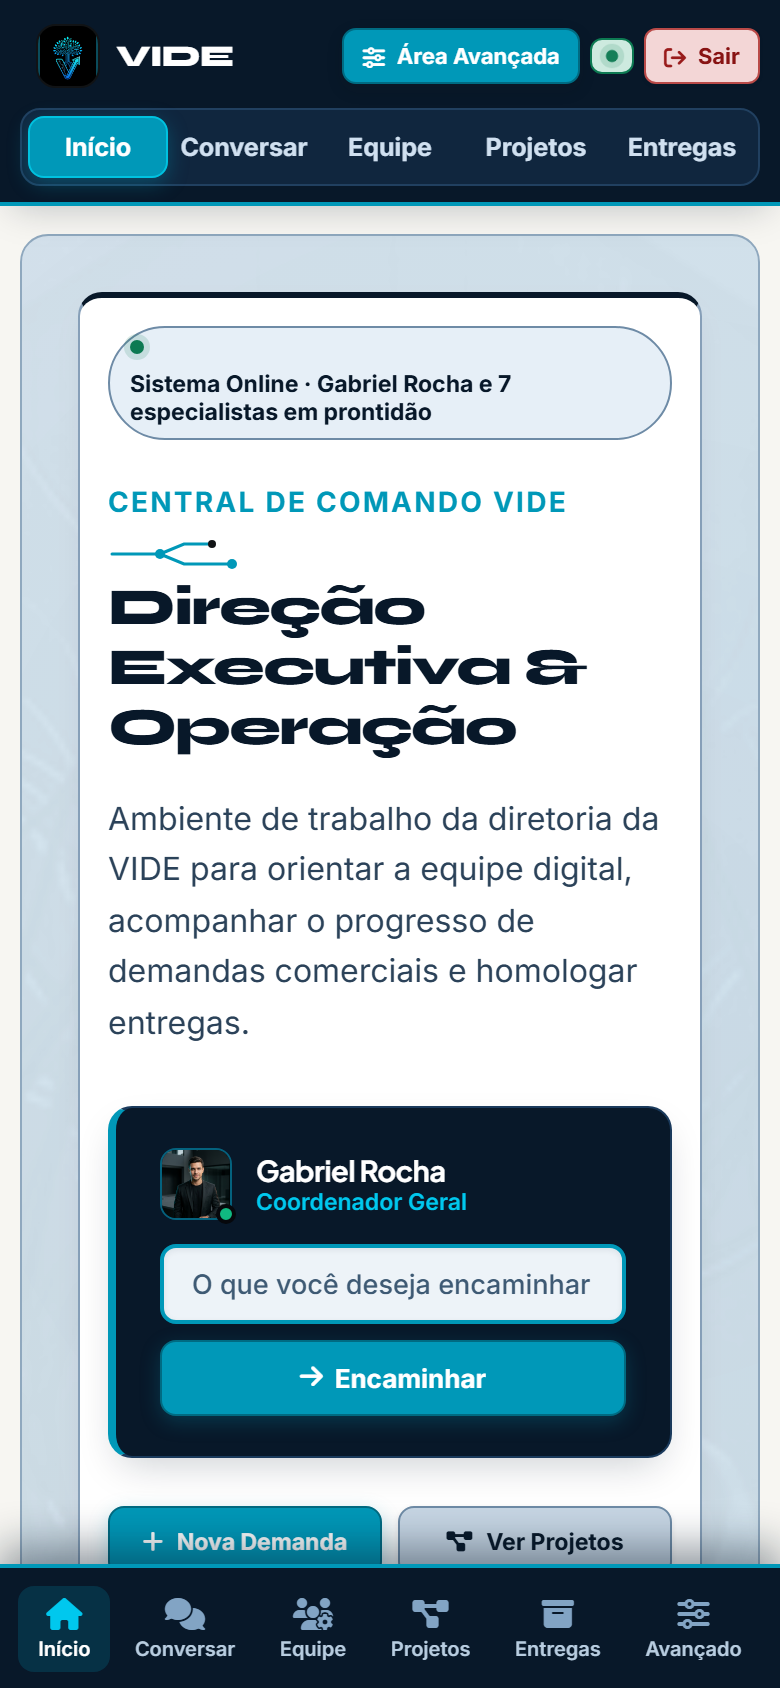 VIDE
Área Avançada
Sair
Início
Conversar
Equipe
Projetos
Entregas
Sistema Online · Gabriel Rocha e 7
especialistas em prontidão
CENTRAL DE COMANDO VIDE
Direção
Executiva &
Operação
Ambiente de trabalho da diretoria da
VIDE para orientar a equipe digital,
acompanhar o progresso de
demandas comerciais e homologar
entregas.
Gabriel Rocha
Coordenador Geral
O que você deseja encaminhar
Encaminhar
Nova Demanda
Ver Projetos
Início
Conversar
Equipe
Projetos
Entregas
Avançado